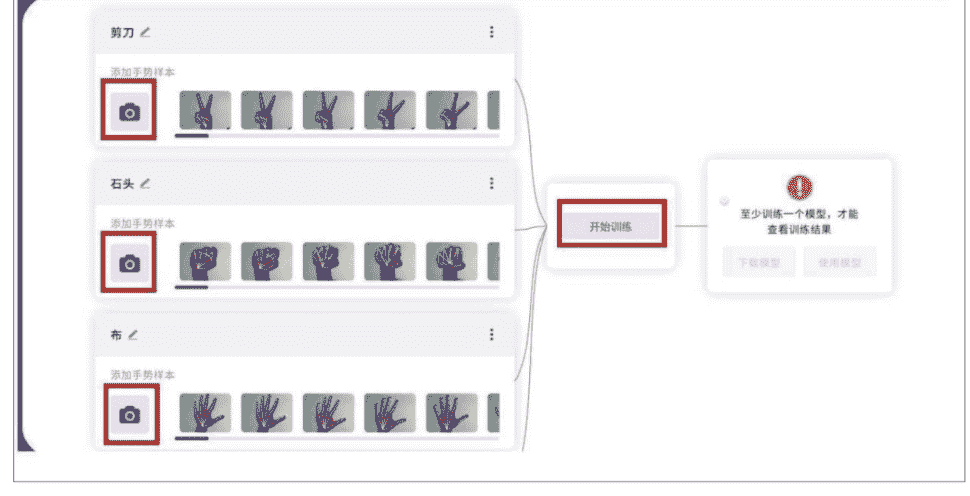 剪刀
添加手势样本
石头
添加手势样本
开始训练
至少训练一个模型，才能
查看训练结果
下载模型
使用模型
布
添加手势样本